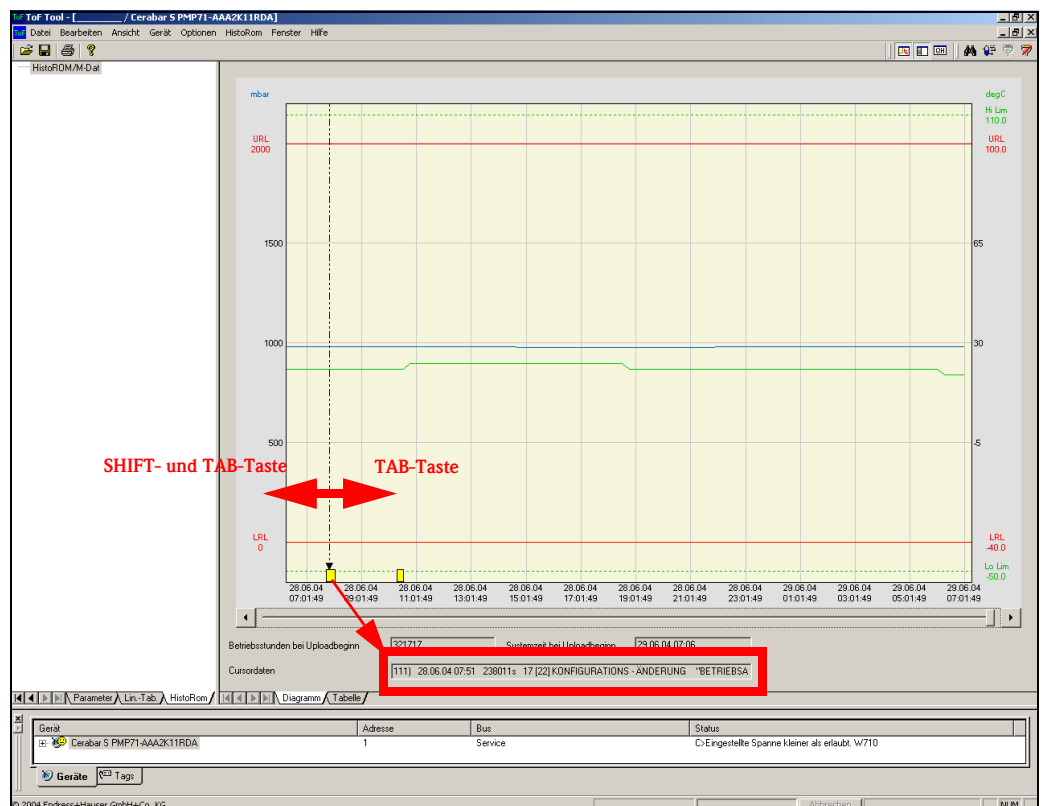 ToF Tool - [ / Cerabar S PMP71-AAA2K11RDA]
Datei Bearbeiten Ansicht Gerät Optionen HistoRom Fenster Hilfe
HistoROM/M-Dat
mbar
degC
Hi Lim
110.0
URL
2000
URL
100.0
1500
65
1000
30
500
-5
SHIFT- und TAB-Taste
TAB-Taste
LRL
0
LRL
-40.0
Lo Lim
-50.0
28.06.04 28.06.04 28.06.04 28.06.04 28.06.04 28.06.04 28.06.04 28.06.04 28.06.04 29.06.04 29.06.04 29.06.04 29.06.04
07:01:49 09:01:49 11:01:49 13:01:49 15:01:49 17:01:49 19:01:49 21:01:49 23:01:49 01:01:49 03:01:49 05:01:49 07:01:49
Betriebsstunden bei Uploadbeginn 321717 Systemzeit bei Uploadbeginn 29.06.04 07:06
Cursordaten 111) 28.06.04 07:51 238011s 17 [22] KONFIGURATIONS - ÄNDERUNG "BETRIEBSA
Parameter Lin.-Tab. HistoRom Diagramm Tabelle
Gerät Adresse Bus Status
Cerabar S PMP71-AAA2K11RDA 1 Service C>Eingestellte Spanne kleiner als erlaubt. W710
Geräte Tags
© 2004 Endress+Hauser GmbH+Co. KG Abbrechen NUM